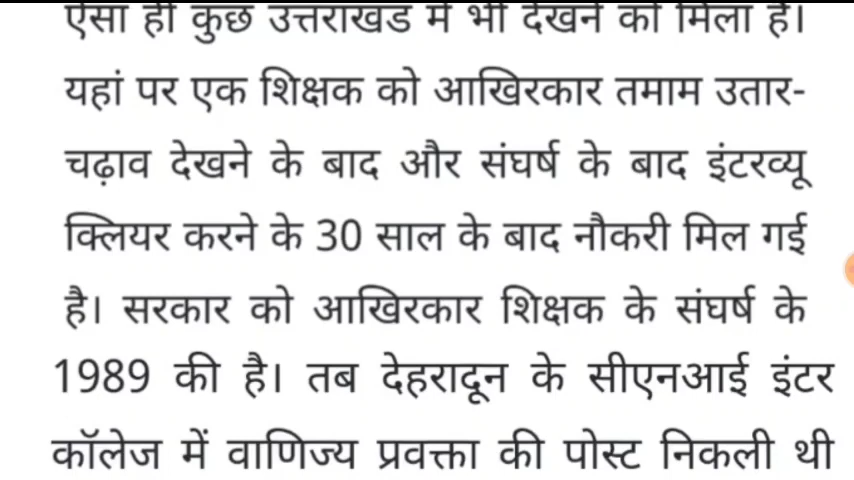 ऐसा ही कुछ उत्तराखंड में भी देखने को मिला है।
यहां पर एक शिक्षक को आखिरकार तमाम उतार-
चढ़ाव देखने के बाद और संघर्ष के बाद इंटरव्यू
क्लियर करने के 30 साल के बाद नौकरी मिल गई
है। सरकार को आखिरकार शिक्षक के संघर्ष के
1989 की है। तब देहरादून के सीएनआई इंटर
कॉलेज में वाणिज्य प्रवक्ता की पोस्ट निकली थी